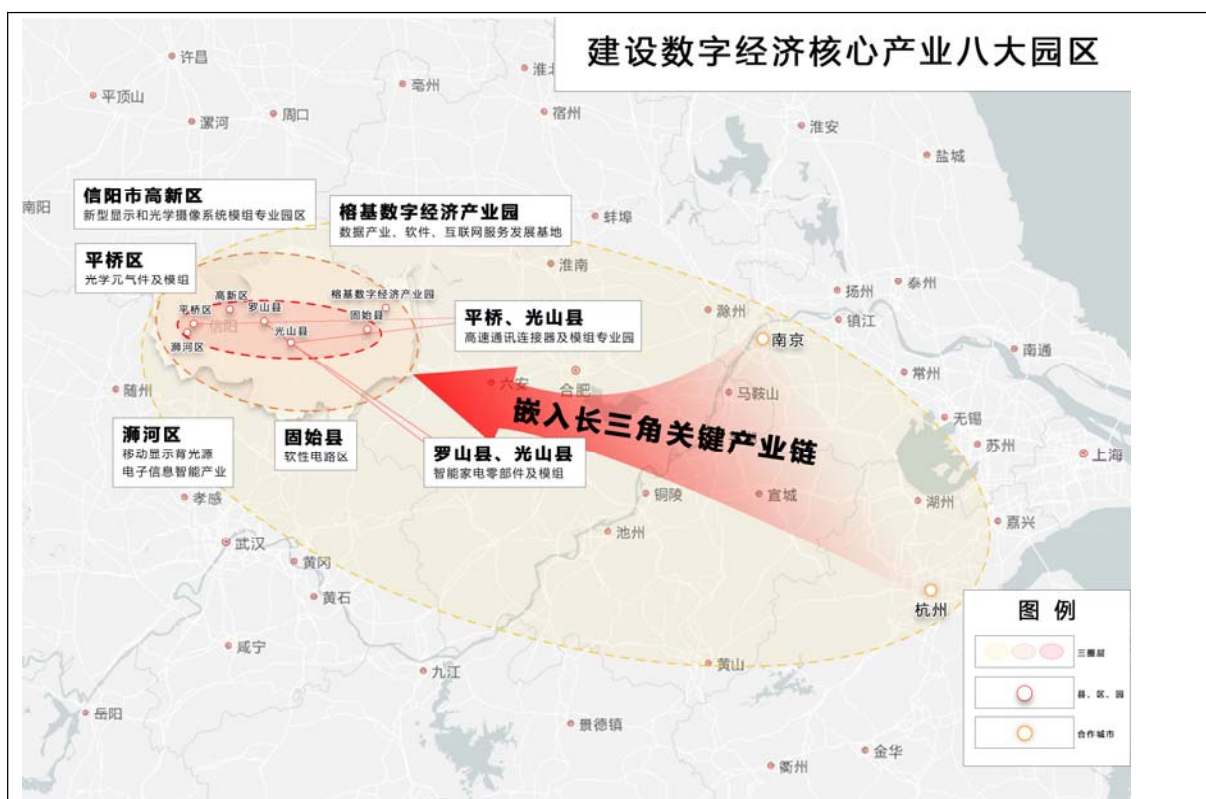 建设数字经济核心产业八大园区
许昌
淮北
亳州
平顶山
宿州
周口
漯河
淮安
盐城
信阳市高新区
新型显示和光学摄像系统模组专业园区
南阳
榕基数字经济产业园
数据产业、软件、互联网服务发展基地
蚌埠
平桥区
光学元气件及模组
淮南
泰州
扬州
榕基数字经济产业园
高新区
平桥区
罗山县
固始县
信阳
光山县
浉河区
滁州
镇江
平桥、光山县
高速通讯连接器及模组专业园
南京
南通
常州
六安
合肥
马鞍山
随州
嵌入长三角关键产业链
无锡
浉河区
移动显示背光源
电子信息智能产业
固始县
软性电路区
罗山县、光山县
智能家电零部件及模组
苏州
上海
孝感
铜陵
宣城
湖州
嘉兴
池州
武汉
黄冈
黄石
杭州
图 例
三圈层
县、区、园
合作城市
咸宁
九江
黄山
岳阳
景德镇
金华
衢州